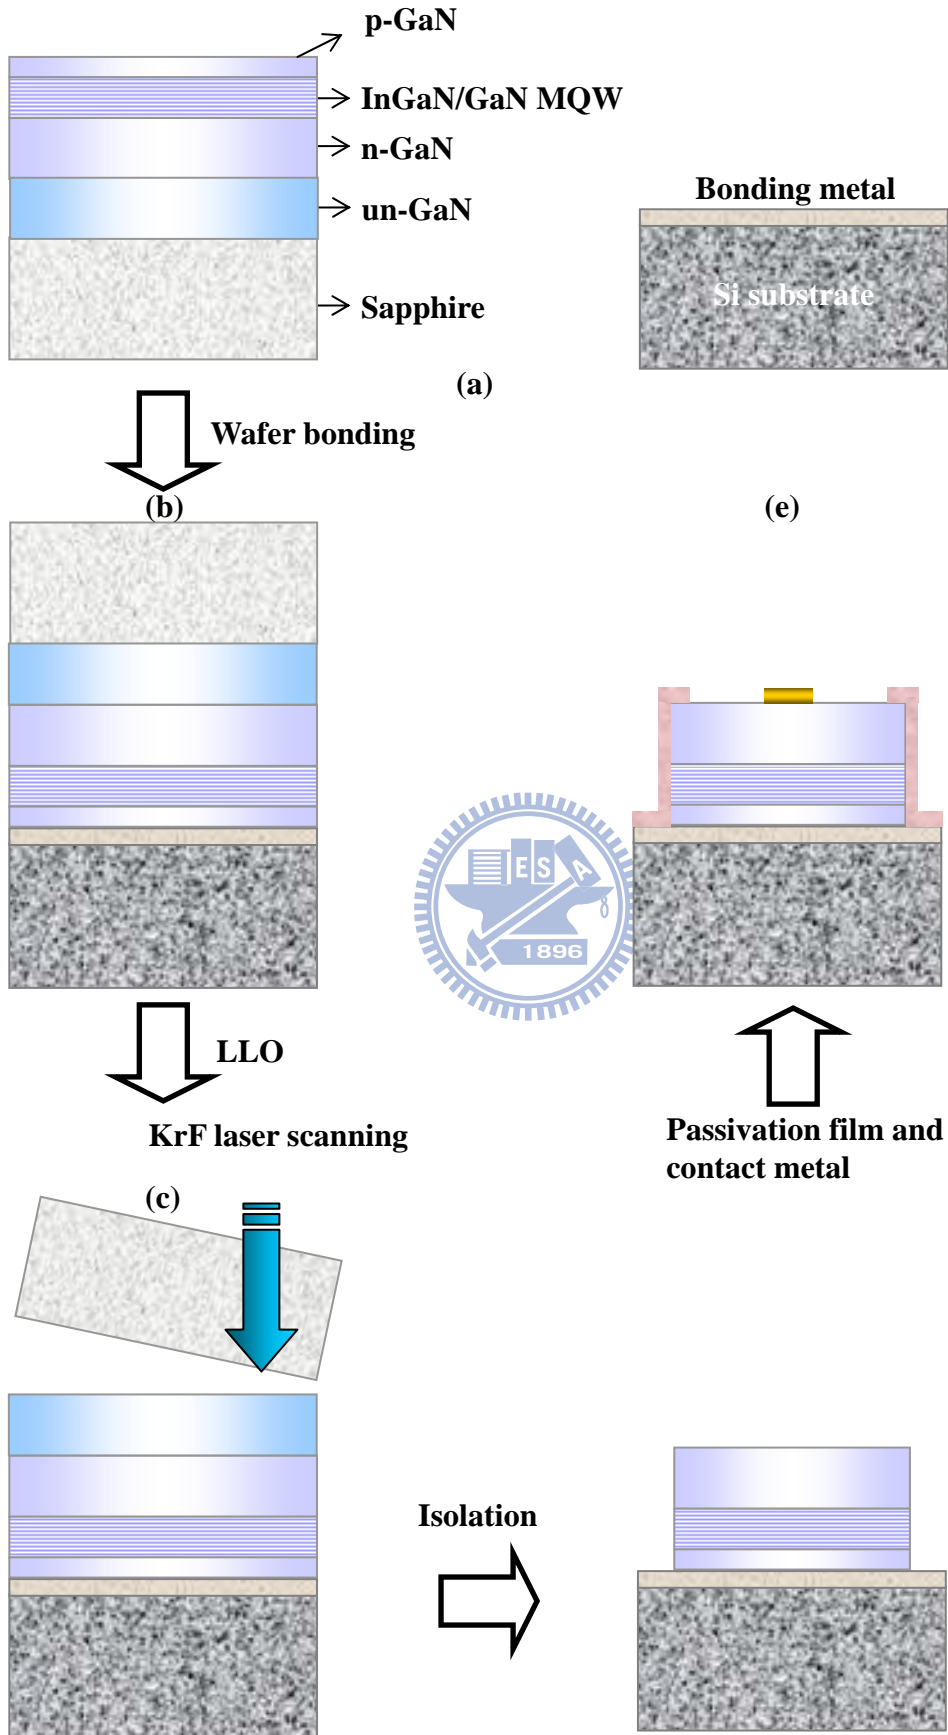 p-GaN
InGaN/GaN MQW
n-GaN
un-GaN
Sapphire
Bonding metal
Si substrate
(a)
Wafer bonding
(b)
(e)
E S A
1896
LLO
KrF laser scanning
Passivation film and
contact metal
(c)
Isolation